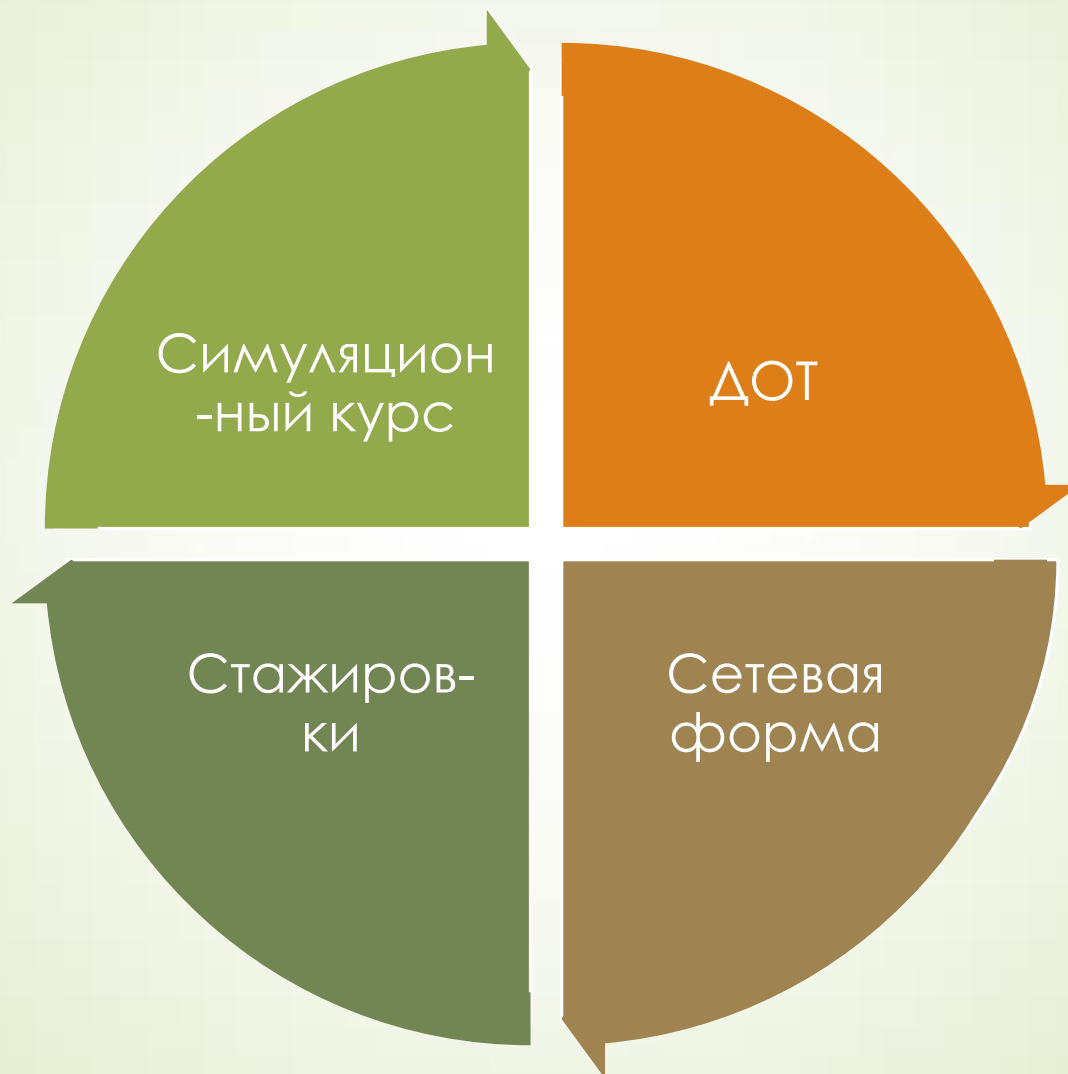 Симуляцион
-ный курс
ДОТ
Стажиров-
ки
Сетевая
форма